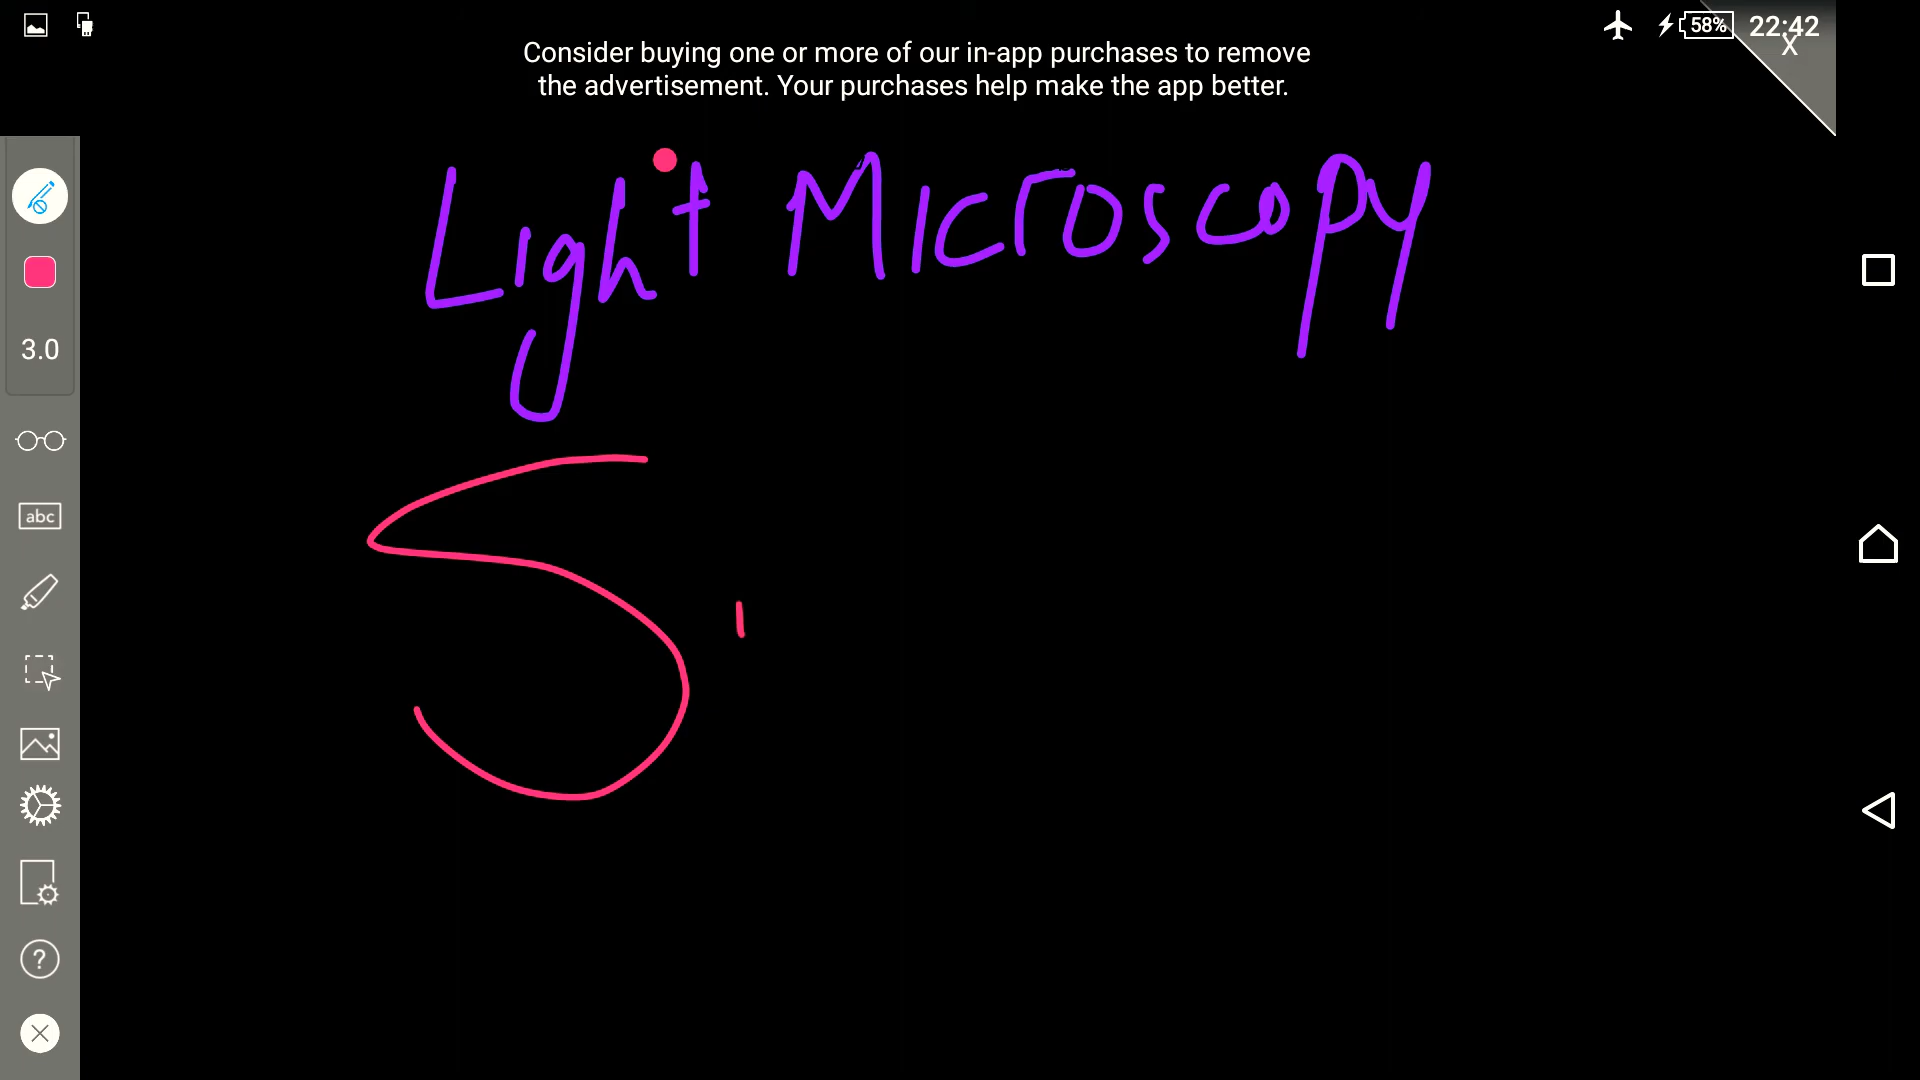 58% 22:42
Consider buying one or more of our in-app purchases to remove
the advertisement. Your purchases help make the app better.
X
Light Microscopy
3.0
abc
S
?